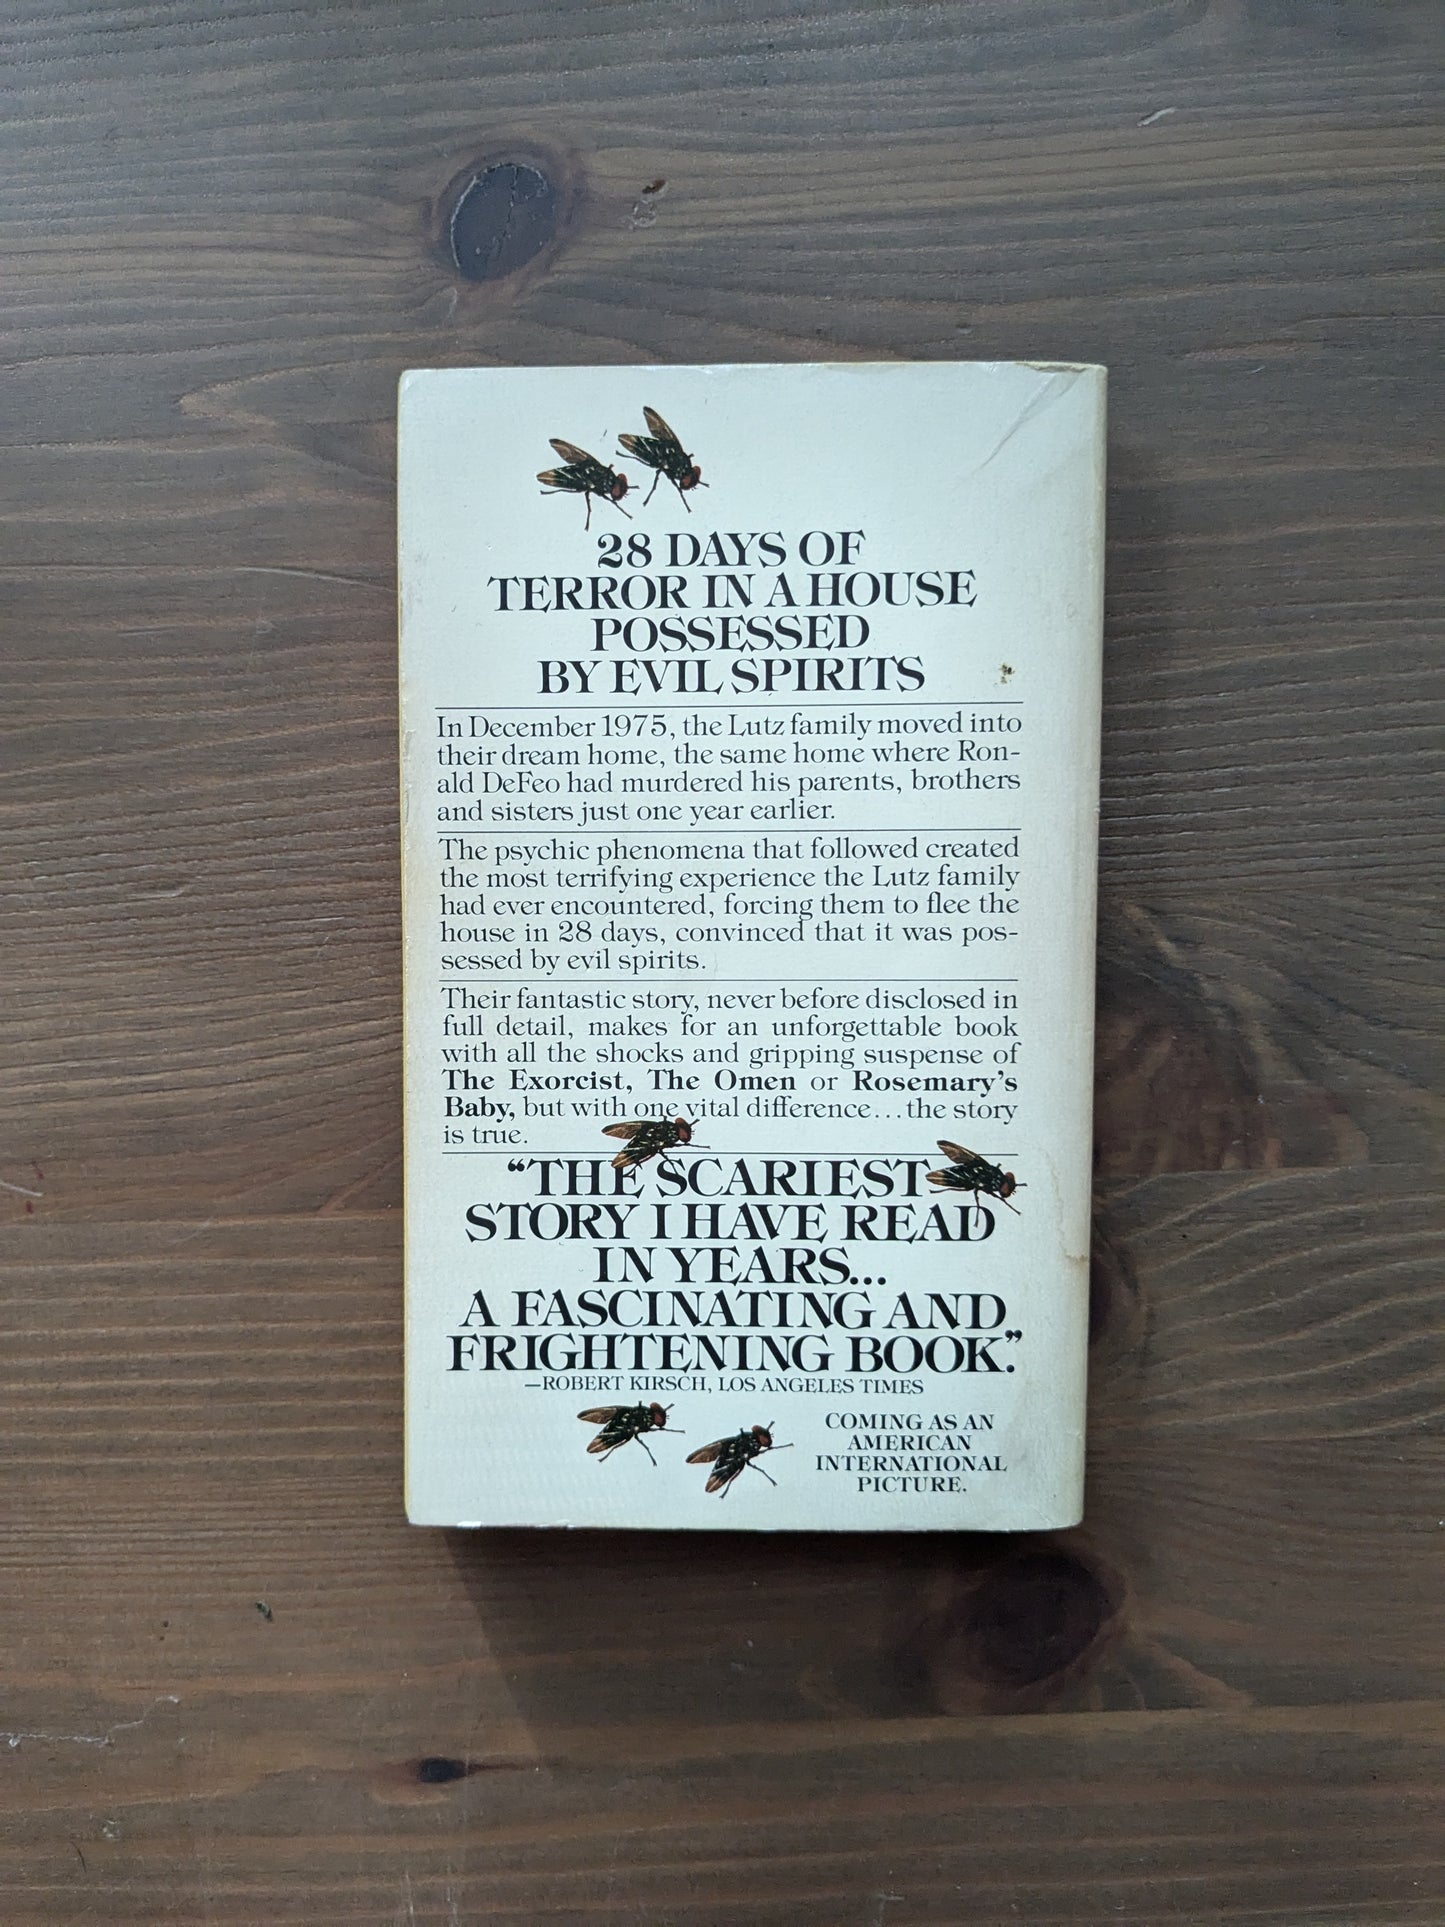 28 DAYS OF
TERROR IN A HOUSE
POSSESSED
BY EVIL SPIRITS
In December 1975, the Lutz family moved into
their dream home, the same home where Ron-
ald DeFeo had murdered his parents, brothers
and sisters just one year earlier.
The psychic phenomena that followed created
the most terrifying experience the Lutz family
had ever encountered, forcing them to flee the
house in 28 days, convinced that it was pos-
sessed by evil spirits.
Their fantastic story, never before disclosed in
full detail, makes for an unforgettable book
with all the shocks and gripping suspense of
The Exorcist, The Omen or Rosemary's
Baby, but with one vital difference...the story
is true.
“THE SCARIEST
STORY I HAVE READ
IN YEARS...
A FASCINATING AND
FRIGHTENING BOOK.”
—ROBERT KIRSCH, LOS ANGELES TIMES
COMING AS AN
AMERICAN
INTERNATIONAL
PICTURE.